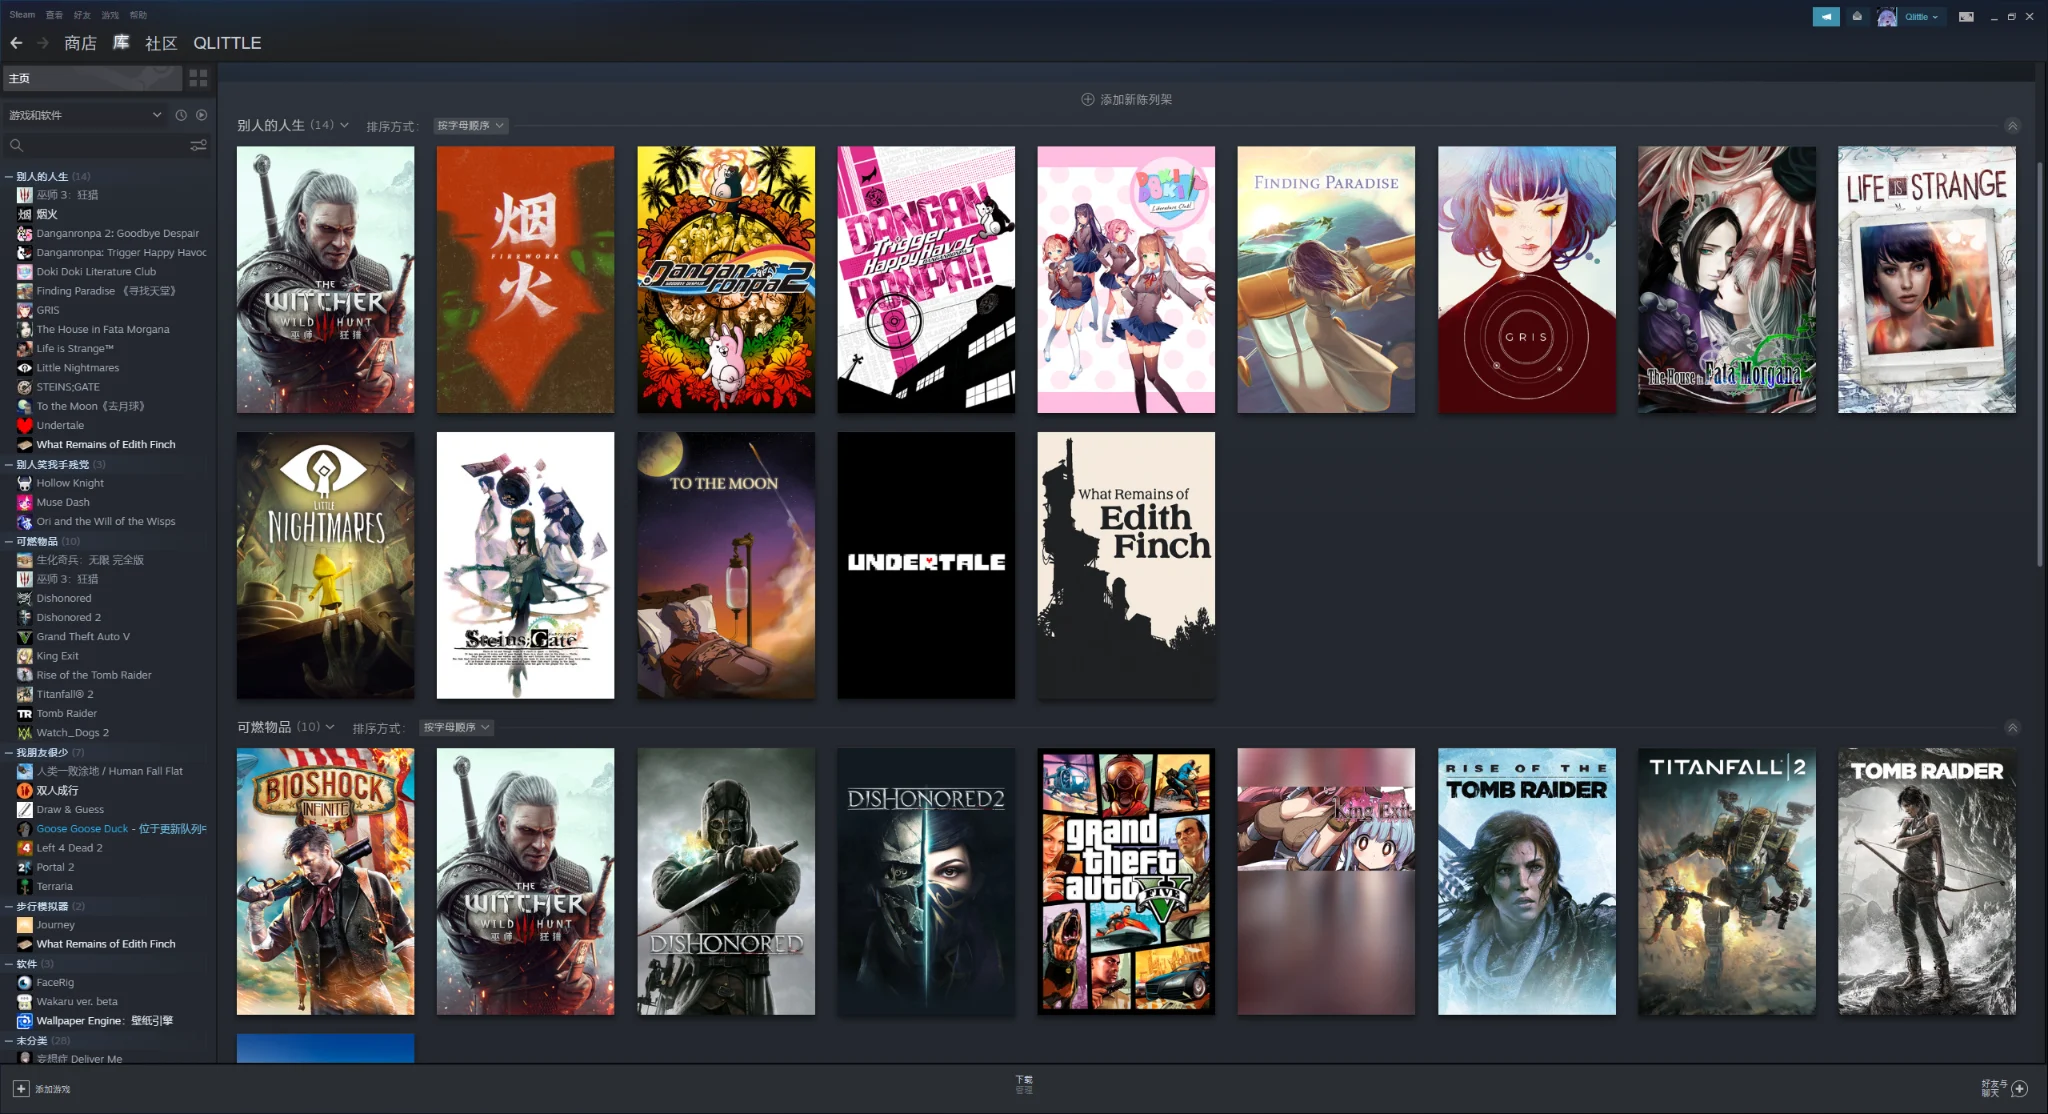 Steam 查看 好友 游戏 帮助
Qlittle
商店 库 社区 QLITTLE
主页
游戏和软件
添加新陈列架
别人的人生 (14) 排序方式: 按字母顺序
别人的人生 (14)
巫师 3：狂猎
烟火
Danganronpa 2: Goodbye Despair
Danganronpa: Trigger Happy Havoc
Doki Doki Literature Club
Finding Paradise 《寻找天堂》
GRIS
The House in Fata Morgana
Life is Strange™
Little Nightmares
STEINS;GATE
To the Moon《去月球》
Undertale
What Remains of Edith Finch
别人笑我手残党 (3)
Hollow Knight
Muse Dash
Ori and the Will of the Wisps
可燃物品 (10)
生化奇兵：无限 完全版
巫师 3：狂猎
Dishonored
Dishonored 2
Grand Theft Auto V
King Exit
Rise of the Tomb Raider
Titanfall® 2
Tomb Raider
Watch_Dogs 2
我朋友很少 (7)
人类一败涂地 / Human Fall Flat
双人成行
Draw & Guess
Goose Goose Duck - 位于更新队列中
Left 4 Dead 2
Portal 2
Terraria
步行模拟器 (2)
Journey
What Remains of Edith Finch
软件 (3)
FaceRig
Wakaru ver. beta
Wallpaper Engine：壁纸引擎
未分类 (28)
妄想症 Deliver Me
THE
WITCHER
WILD HUNT
巫师 狂猎
烟
FIREWORK
火
Danganronpa 2
DANGAN
Trigger
Happy Havoc
RONPA!!
DOKI
DOKI
Literature Club!
FINDING PARADISE
GRIS
The House in Fata Morgana
LIFE IS STRANGE
LITTLE
NIGHTMARES
Steins;Gate
TO THE MOON
UNDERTALE
What Remains of
Edith
Finch
可燃物品 (10) 排序方式: 按字母顺序
BIOSHOCK
INFINITE
THE
WITCHER
WILD HUNT
巫师 狂猎
DISHONORED
DISHONORED 2
grand
theft
auto V
FIVE
King Exit
RISE OF THE
TOMB RAIDER
TITANFALL | 2
TOMB RAIDER
添加游戏
下载
管理
好友与
聊天